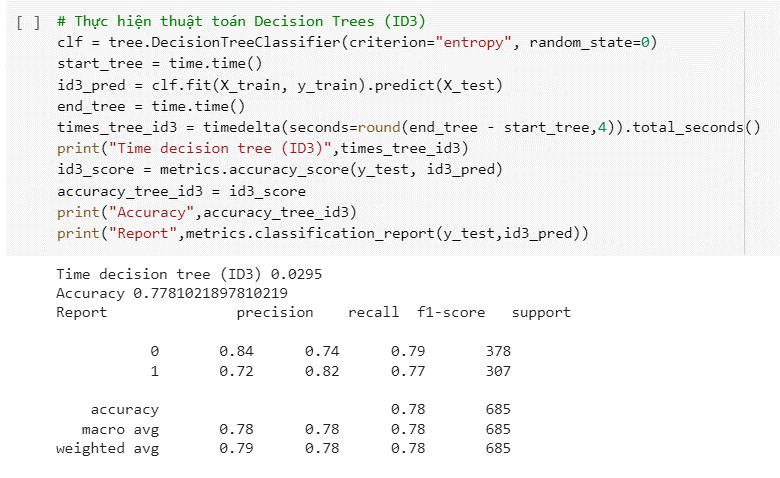 [ ] # Thực hiện thuật toán Decision Trees (ID3)
clf = tree.DecisionTreeClassifier(criterion="entropy", random_state=0)
start_tree = time.time()
id3_pred = clf.fit(X_train, y_train).predict(X_test)
end_tree = time.time()
times_tree_id3 = timedelta(seconds=round(end_tree - start_tree,4)).total_seconds()
print("Time decision tree (ID3)",times_tree_id3)
id3_score = metrics.accuracy_score(y_test, id3_pred)
accuracy_tree_id3 = id3_score
print("Accuracy",accuracy_tree_id3)
print("Report",metrics.classification_report(y_test,id3_pred))
Time decision tree (ID3) 0.0295
Accuracy 0.7781021897810219
Report precision recall f1-score support
0 0.84 0.74 0.79 378
1 0.72 0.82 0.77 307
accuracy 0.78 685
macro avg 0.78 0.78 0.78 685
weighted avg 0.79 0.78 0.78 685